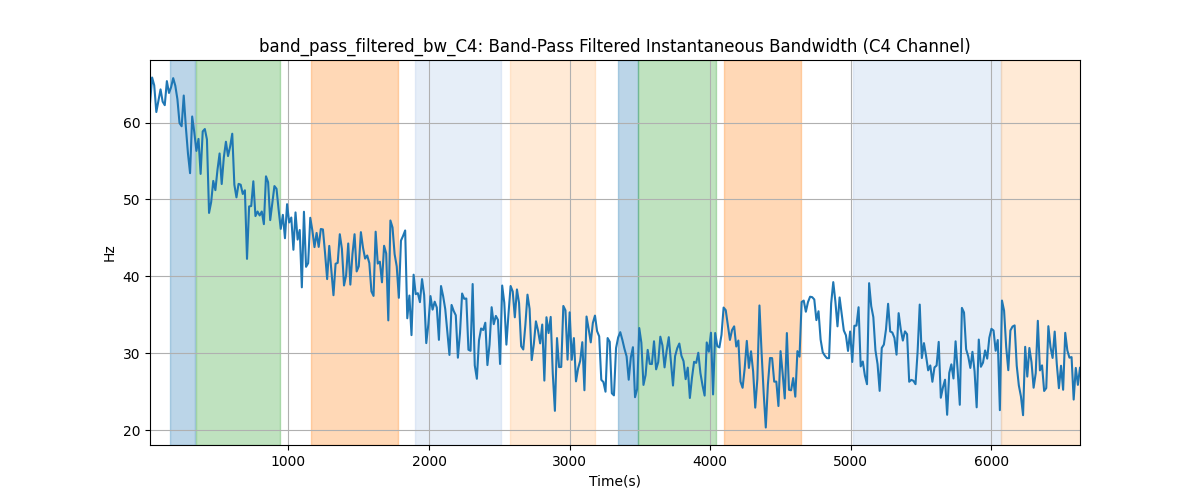 band_pass_filtered_bw_C4: Band-Pass Filtered Instantaneous Bandwidth (C4 Channel)
60
50
40
30
20
Hz
1000 2000 3000 4000 5000 6000
Time(s)